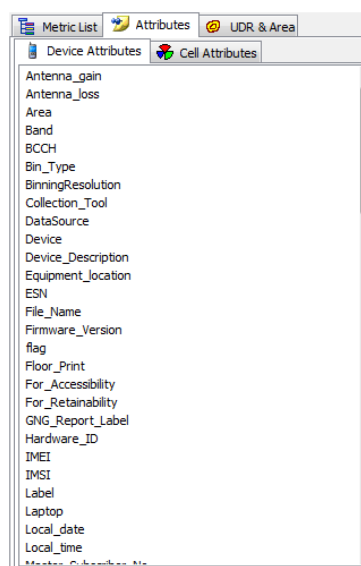 Metric List Attributes UDR & Area
Device Attributes Cell Attributes
Antenna_gain
Antenna_loss
Area
Band
BCCH
Bin_Type
BinningResolution
Collection_Tool
DataSource
Device
Device_Description
Equipment_location
ESN
File_Name
Firmware_Version
flag
Floor_Print
For_Accessibility
For_Retainability
GNG_Report_Label
Hardware_ID
IMEI
IMSI
Label
Laptop
Local_date
Local_time
Master_Subscriber_No